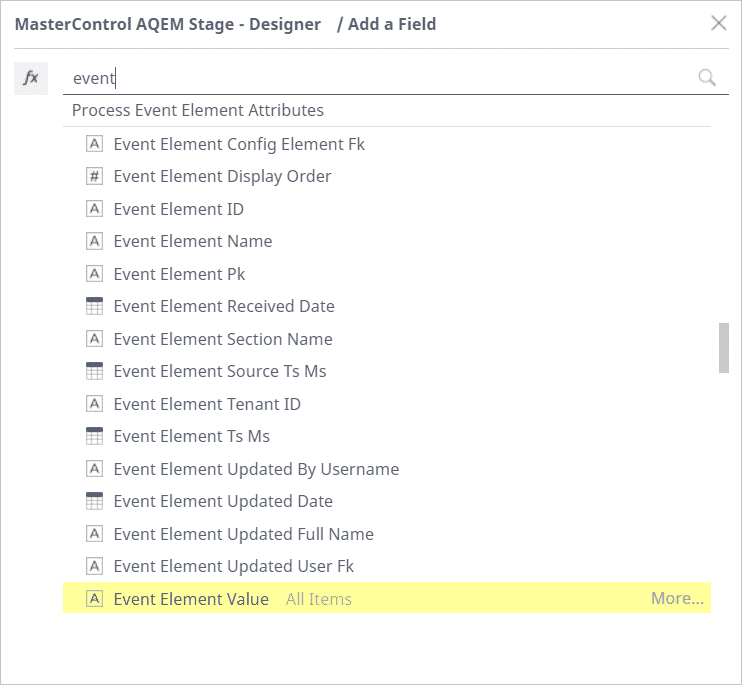 MasterControl AQEM Stage - Designer / Add a Field
fx event
Process Event Element Attributes
A Event Element Config Element Fk
# Event Element Display Order
A Event Element ID
A Event Element Name
A Event Element Pk
Event Element Received Date
A Event Element Section Name
Event Element Source Ts Ms
A Event Element Tenant ID
Event Element Ts Ms
A Event Element Updated By Username
Event Element Updated Date
A Event Element Updated Full Name
A Event Element Updated User Fk
A Event Element Value All Items More...